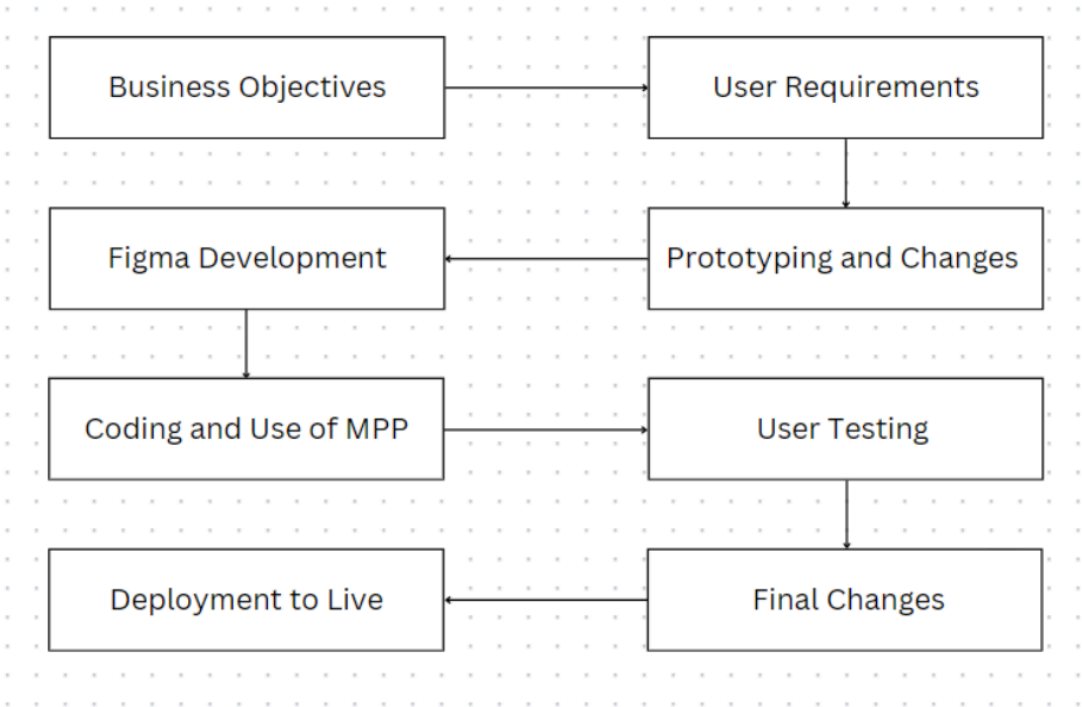 Business Objectives
User Requirements
Figma Development
Prototyping and Changes
Coding and Use of MPP
User Testing
Deployment to Live
Final Changes